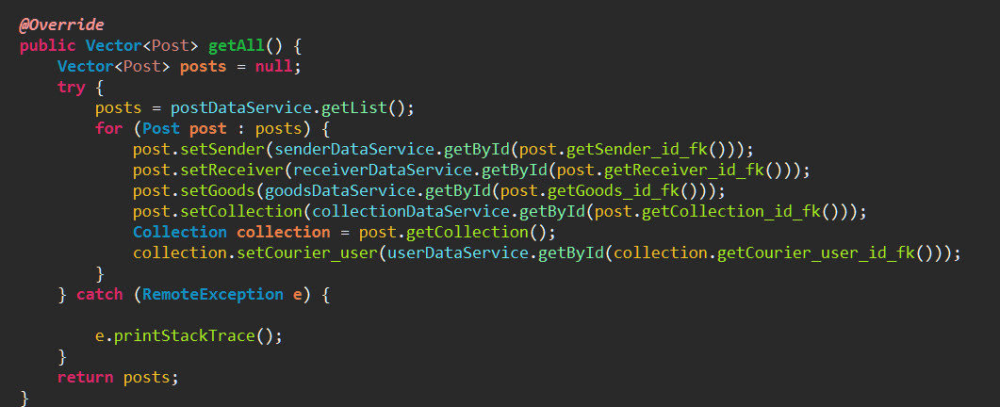 @Override
public Vector<Post> getAll() {
    Vector<Post> posts = null;
    try {
        posts = postDataService.getList();
        for (Post post : posts) {
            post.setSender(senderDataService.getById(post.getSender_id_fk()));
            post.setReceiver(receiverDataService.getById(post.getReceiver_id_fk()));
            post.setGoods(goodsDataService.getById(post.getGoods_id_fk()));
            post.setCollection(collectionDataService.getById(post.getCollection_id_fk()));
            Collection collection = post.getCollection();
            collection.setCourier_user(userDataService.getById(collection.getCourier_user_id_fk()));
        }
    } catch (RemoteException e) {

        e.printStackTrace();
    }
    return posts;
}